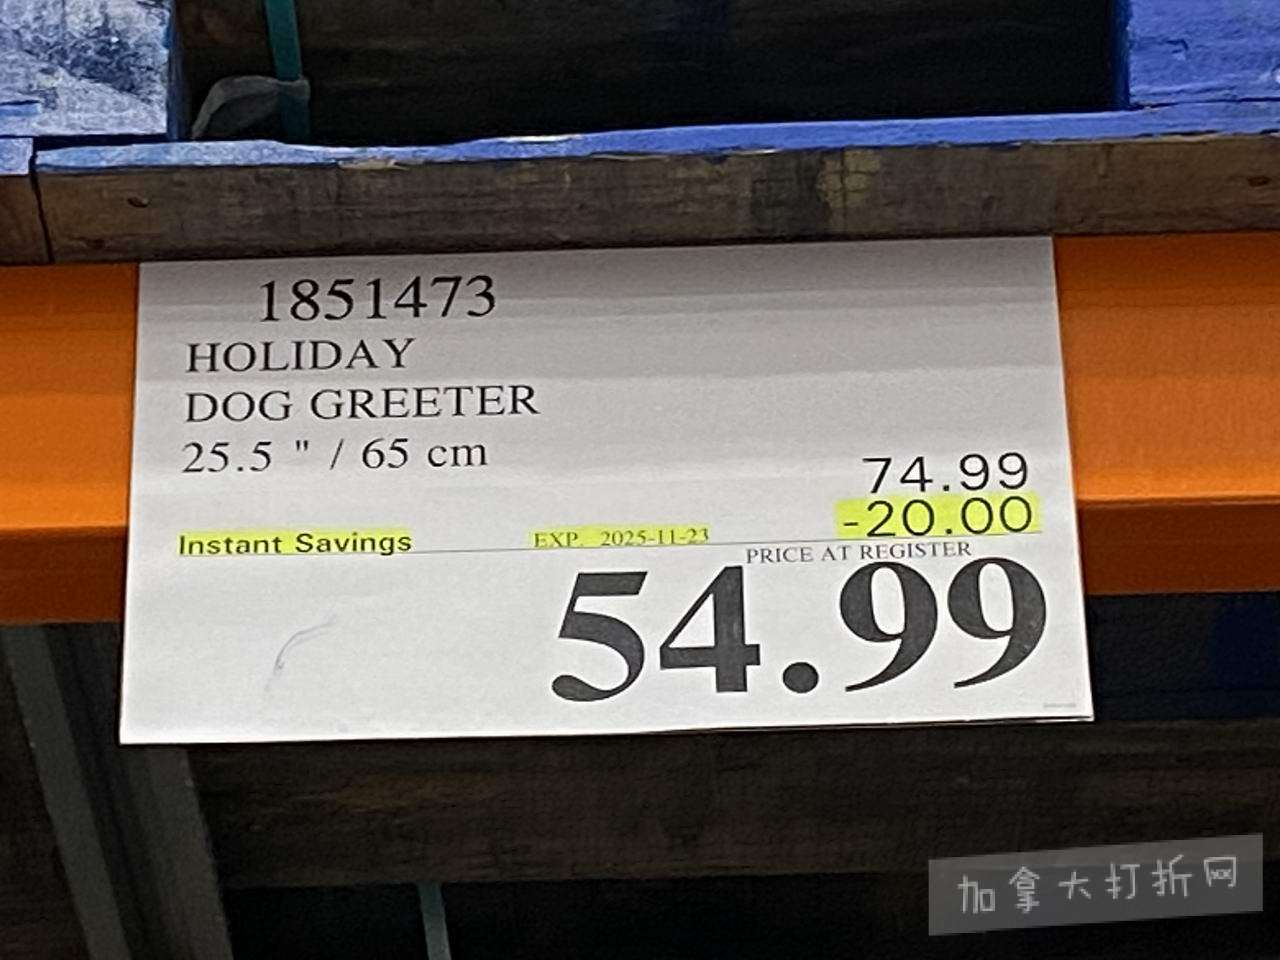 1851473
HOLIDAY
DOG GREETER
25.5 " / 65 cm
74.99
-20.00
Instant Savings EXP. 2025-11-23
PRICE AT REGISTER
54.99
加拿大打折网